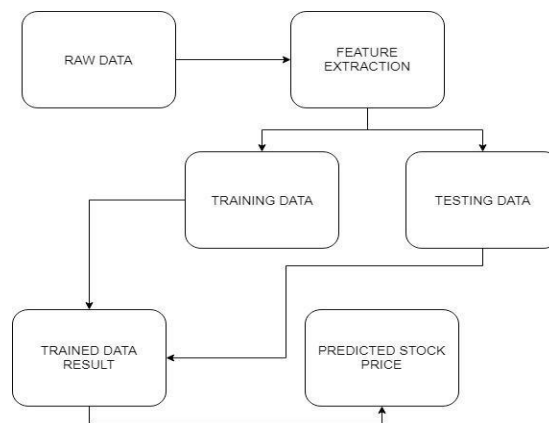 RAW DATA
FEATURE
EXTRACTION
TRAINING DATA
TESTING DATA
TRAINED DATA
RESULT
PREDICTED STOCK
PRICE